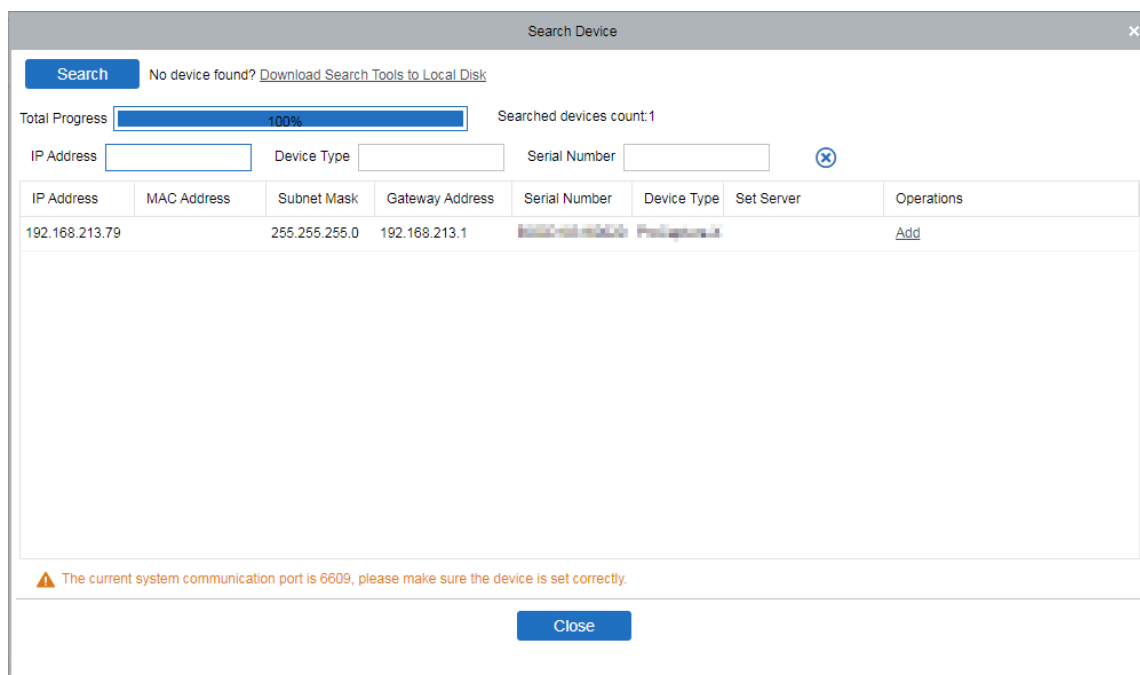 Search Device
Search No device found? Download Search Tools to Local Disk
Total Progress 100% Searched devices count:1
IP Address Device Type Serial Number
IP Address MAC Address Subnet Mask Gateway Address Serial Number Device Type Set Server Operations
192.168.213.79 255.255.255.0 192.168.213.1 Add
The current system communication port is 6609, please make sure the device is set correctly.
Close